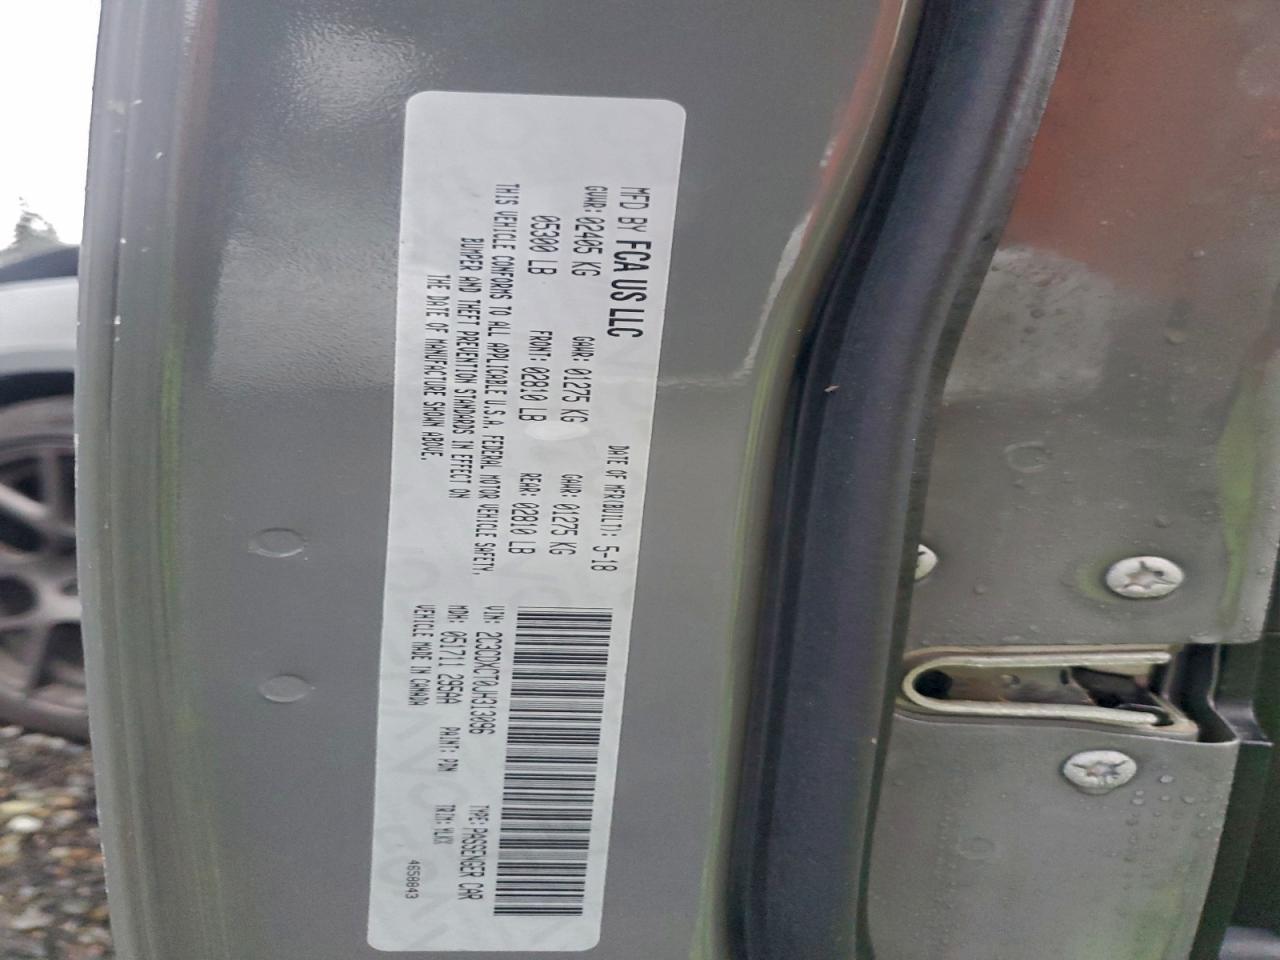 MFD BY FCA US LLC
DATE OF MFR(BUILT): 5-18
GVWR: 02405 KG GAWR: 01275 KG GAWR: 01275 KG
05300 LB FRONT: 02810 LB REAR: 02810 LB
THIS VEHICLE CONFORMS TO ALL APPLICABLE U.S.A. FEDERAL MOTOR VEHICLE SAFETY,
BUMPER AND THEFT PREVENTION STANDARDS IN EFFECT ON
THE DATE OF MANUFACTURE SHOWN ABOVE.
VIN: 2C3CDXCT0JH313096 TYPE: PASSENGER CAR
MDH: 051711 295AA PAINT: PDN TRIM: HLXX
VEHICLE MADE IN CANADA 4658843